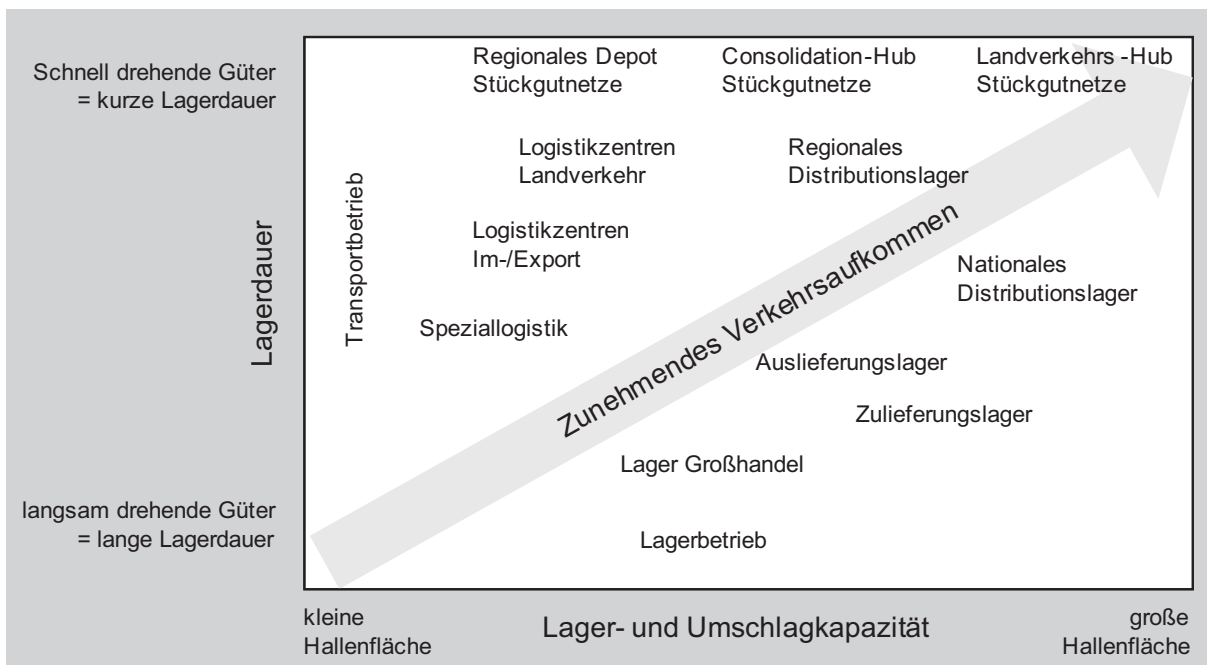 Schnell drehende Güter
= kurze Lagerdauer
Regionales Depot
Stückgutnetze
Consolidation-Hub
Stückgutnetze
Landverkehrs -Hub
Stückgutnetze
Logistikzentren
Landverkehr
Regionales
Distributionslager
Transportbetrieb
Lagerdauer
Logistikzentren
Im-/Export
Nationales
Distributionslager
Speziallogistik
Zunehmendes Verkehrsaufkommen
Auslieferungslager
Zulieferungslager
Lager Großhandel
langsam drehende Güter
= lange Lagerdauer
Lagerbetrieb
kleine
Hallenfläche
Lager- und Umschlagkapazität
große
Hallenfläche